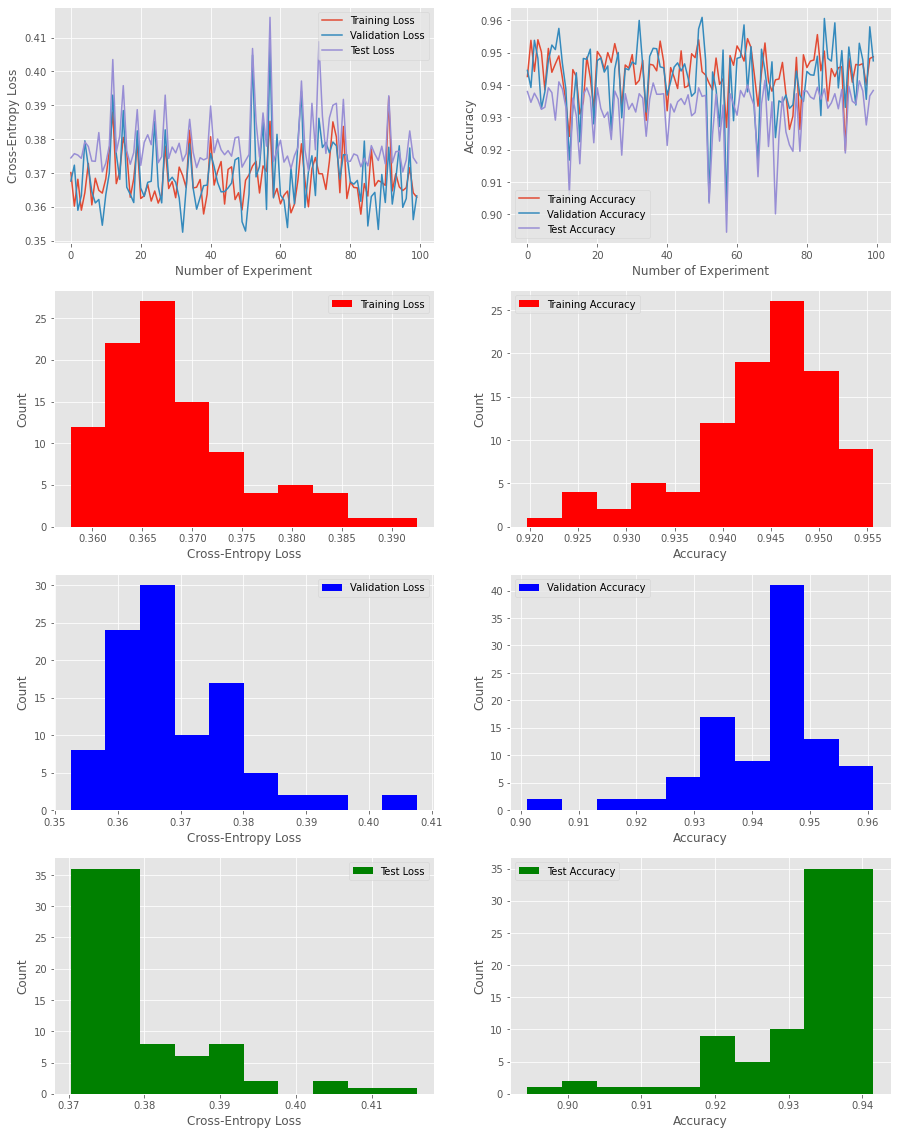 Training Loss
Validation Loss
Test Loss
0.41
0.40
0.39
0.38
0.37
0.36
0.35
Cross-Entropy Loss
0 20 40 60 80 100
Number of Experiment
0.96
0.95
0.94
0.93
0.92
0.91
0.90
Accuracy
Training Accuracy
Validation Accuracy
Test Accuracy
0 20 40 60 80 100
Number of Experiment
Training Loss
25
20
15
10
5
0
Count
0.360 0.365 0.370 0.375 0.380 0.385 0.390
Cross-Entropy Loss
Training Accuracy
25
20
15
10
5
0
Count
0.920 0.925 0.930 0.935 0.940 0.945 0.950 0.955
Accuracy
Validation Loss
30
25
20
15
10
5
0
Count
0.35 0.36 0.37 0.38 0.39 0.40 0.41
Cross-Entropy Loss
Validation Accuracy
40
35
30
25
20
15
10
5
0
Count
0.90 0.91 0.92 0.93 0.94 0.95 0.96
Accuracy
Test Loss
35
30
25
20
15
10
5
0
Count
0.37 0.38 0.39 0.40 0.41
Cross-Entropy Loss
Test Accuracy
35
30
25
20
15
10
5
0
Count
0.90 0.91 0.92 0.93 0.94
Accuracy